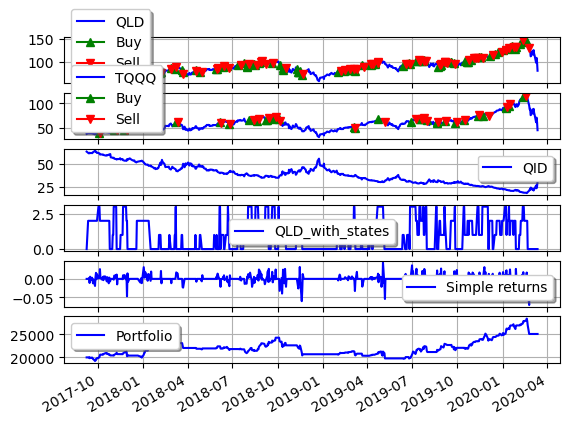 QLD
Buy
Sell
150
100
TQQQ
Buy
Sell
100
50
QID
50
25
QLD_with_states
2.5
0.0
Simple returns
0.00
−0.05
Portfolio
25000
20000
2017-10 2018-01 2018-04 2018-07 2018-10 2019-01 2019-04 2019-07 2019-10 2020-01 2020-04